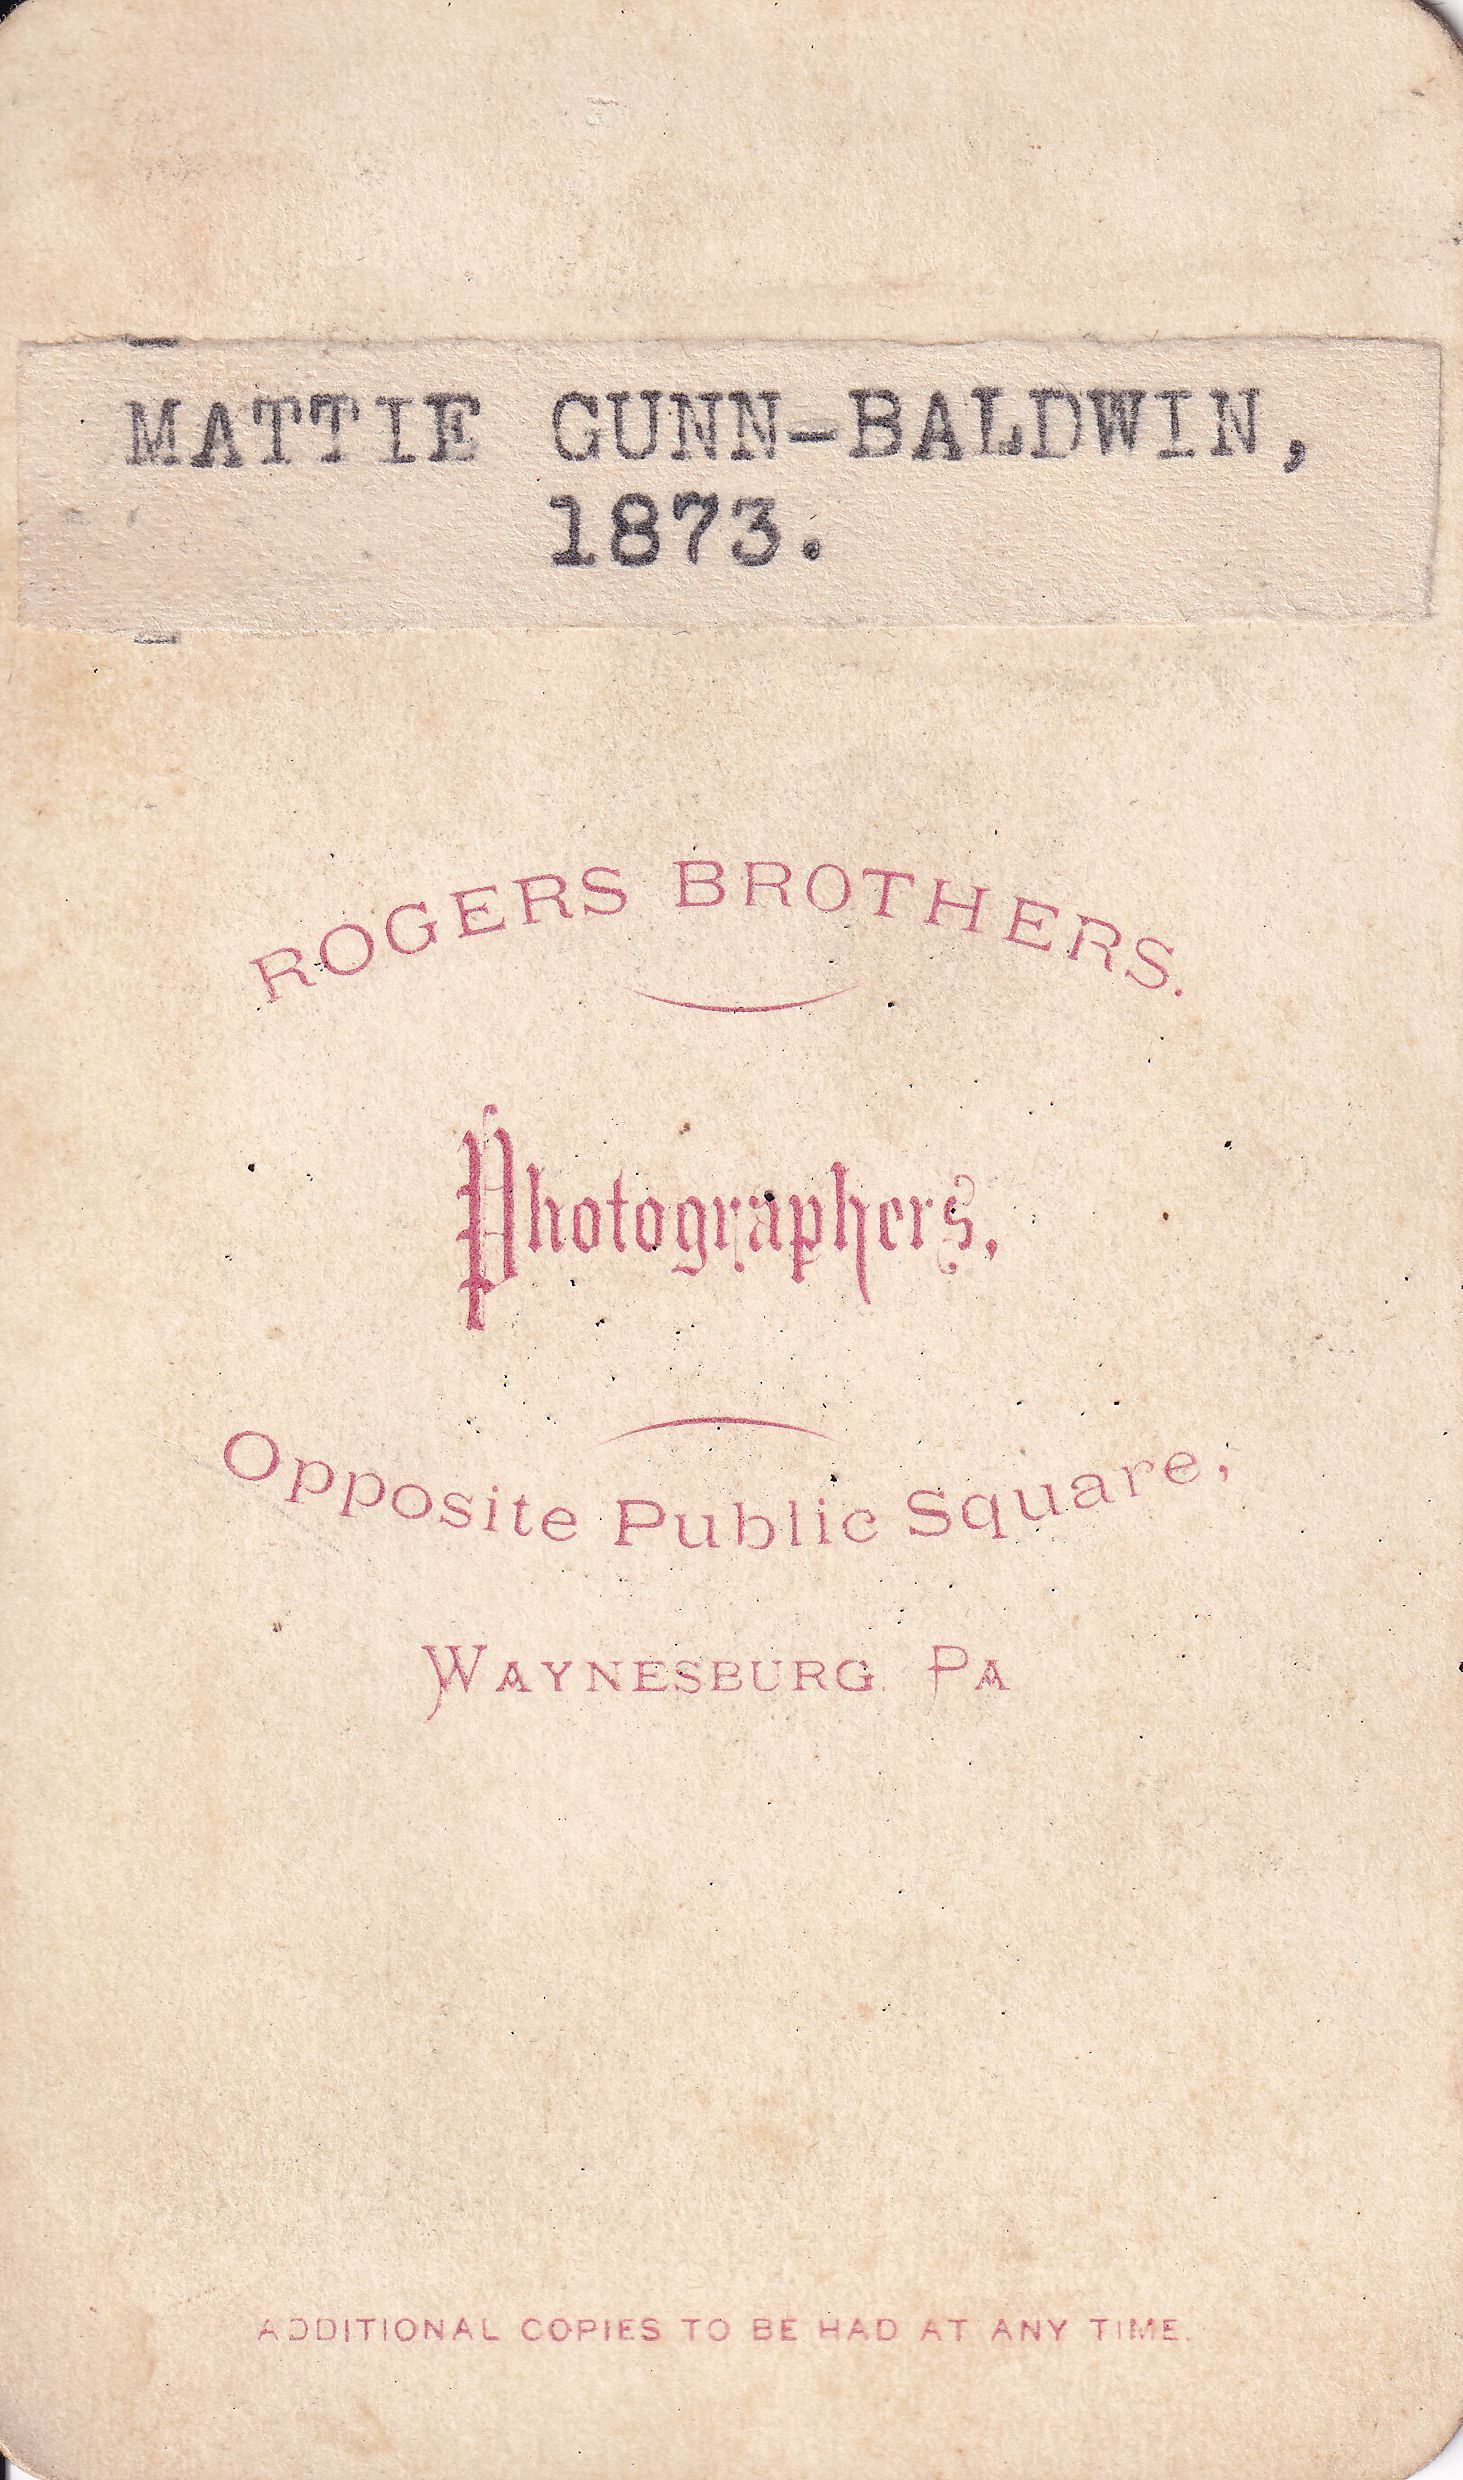 MATTIE GUNN-BALDWIN,
1873.
ROGERS BROTHERS.
Photographers,
Opposite Public Square,
WAYNESBURG PA
ADDITIONAL COPIES TO BE HAD AT ANY TIME.